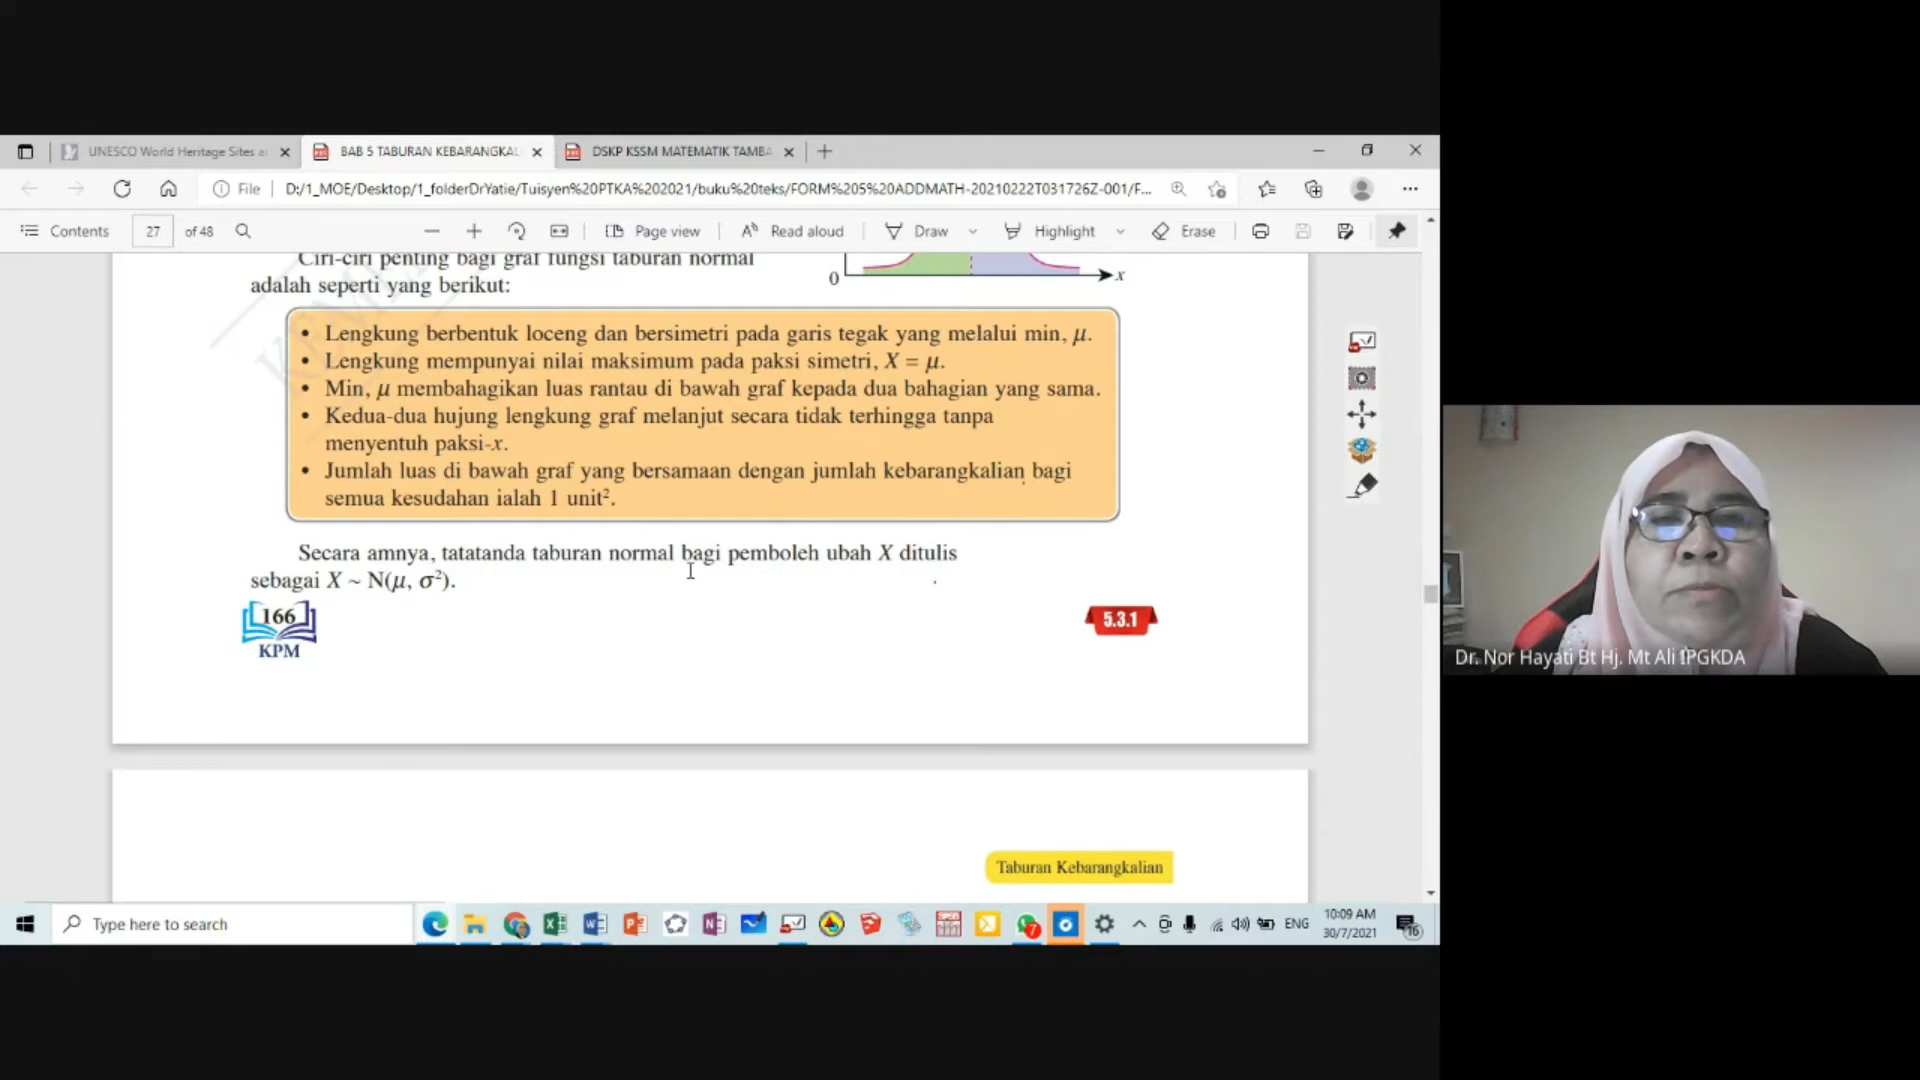 UNESCO World Heritage Sites a
BAB 5 TABURAN KEBARANGKAL
DSKP KSSM MATEMATIK TAMBA
File
D:/1_MOE/Desktop/1_folderDrYatie/Tuisyen%20PTKA%202021/buku%20teks/FORM%205%20ADDMATH-20210222T031726Z-001/F...
Contents
27
of 48
Page view
Read aloud
Draw
Highlight
Erase
Ciri-ciri penting bagi graf fungsi taburan normal
adalah seperti yang berikut:
0
x
• Lengkung berbentuk loceng dan bersimetri pada garis tegak yang melalui min, μ.
• Lengkung mempunyai nilai maksimum pada paksi simetri, X = μ.
• Min, μ membahagikan luas rantau di bawah graf kepada dua bahagian yang sama.
• Kedua-dua hujung lengkung graf melanjut secara tidak terhingga tanpa
menyentuh paksi-x.
• Jumlah luas di bawah graf yang bersamaan dengan jumlah kebarangkalian bagi
semua kesudahan ialah 1 unit².
Secara amnya, tatatanda taburan normal bagi pemboleh ubah X ditulis
sebagai X ~ N(μ, σ²).
166
KPM
5.3.1
Taburan Kebarangkalian
Dr. Nor Hayati Bt Hj. Mt Ali IPGKDA
Type here to search
7
ENG
10:09 AM
30/7/2021
16